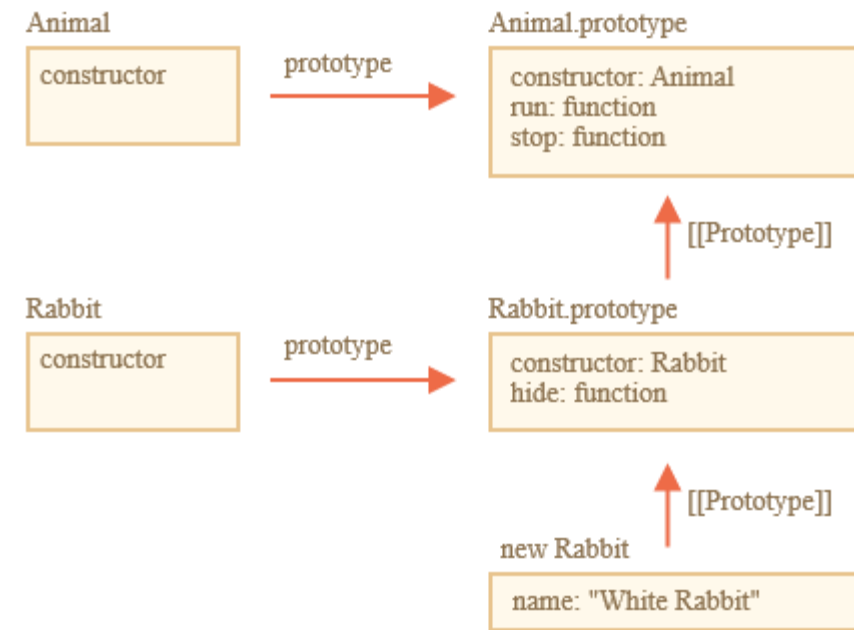 Animal
Animal.prototype
constructor
prototype
constructor: Animal
run: function
stop: function
[[Prototype]]
Rabbit
Rabbit.prototype
constructor
prototype
constructor: Rabbit
hide: function
[[Prototype]]
new Rabbit
name: "White Rabbit"